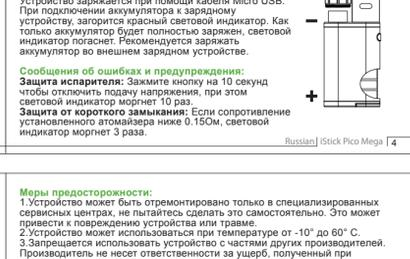 Устройство заряжается при помощи кабеля Micro USB.
При подключении аккумулятора к зарядному
устройству, загорится красный световой индикатор. Как
только аккумулятор будет полностью заряжен, световой
индикатор погаснет. Рекомендуется заряжать
аккумулятор во внешнем зарядном устройстве.
Сообщения об ошибках и предупреждения:
Защита испарителя: Зажмите кнопку на 10 секунд
чтобы отключить подачу напряжения, при этом
световой индикатор моргнет 10 раз.
Защита от короткого замыкания: Если сопротивление
установленного атомайзера ниже 0.15Ом, световой
индикатор моргнет 3 раза.
–
+
Russian| iStick Pico Mega 4
Меры предосторожности:
1.Устройство может быть отремонтировано только в специализированных
сервисных центрах, не пытайтесь сделать это самостоятельно. Это может
привести к повреждению устройства или травме.
2.Устройство может использоваться при температуре от -10° до 60° C.
3.Запрещается использовать устройство с частями других производителей.
Производитель не несет ответственности за ущерб, полученный при